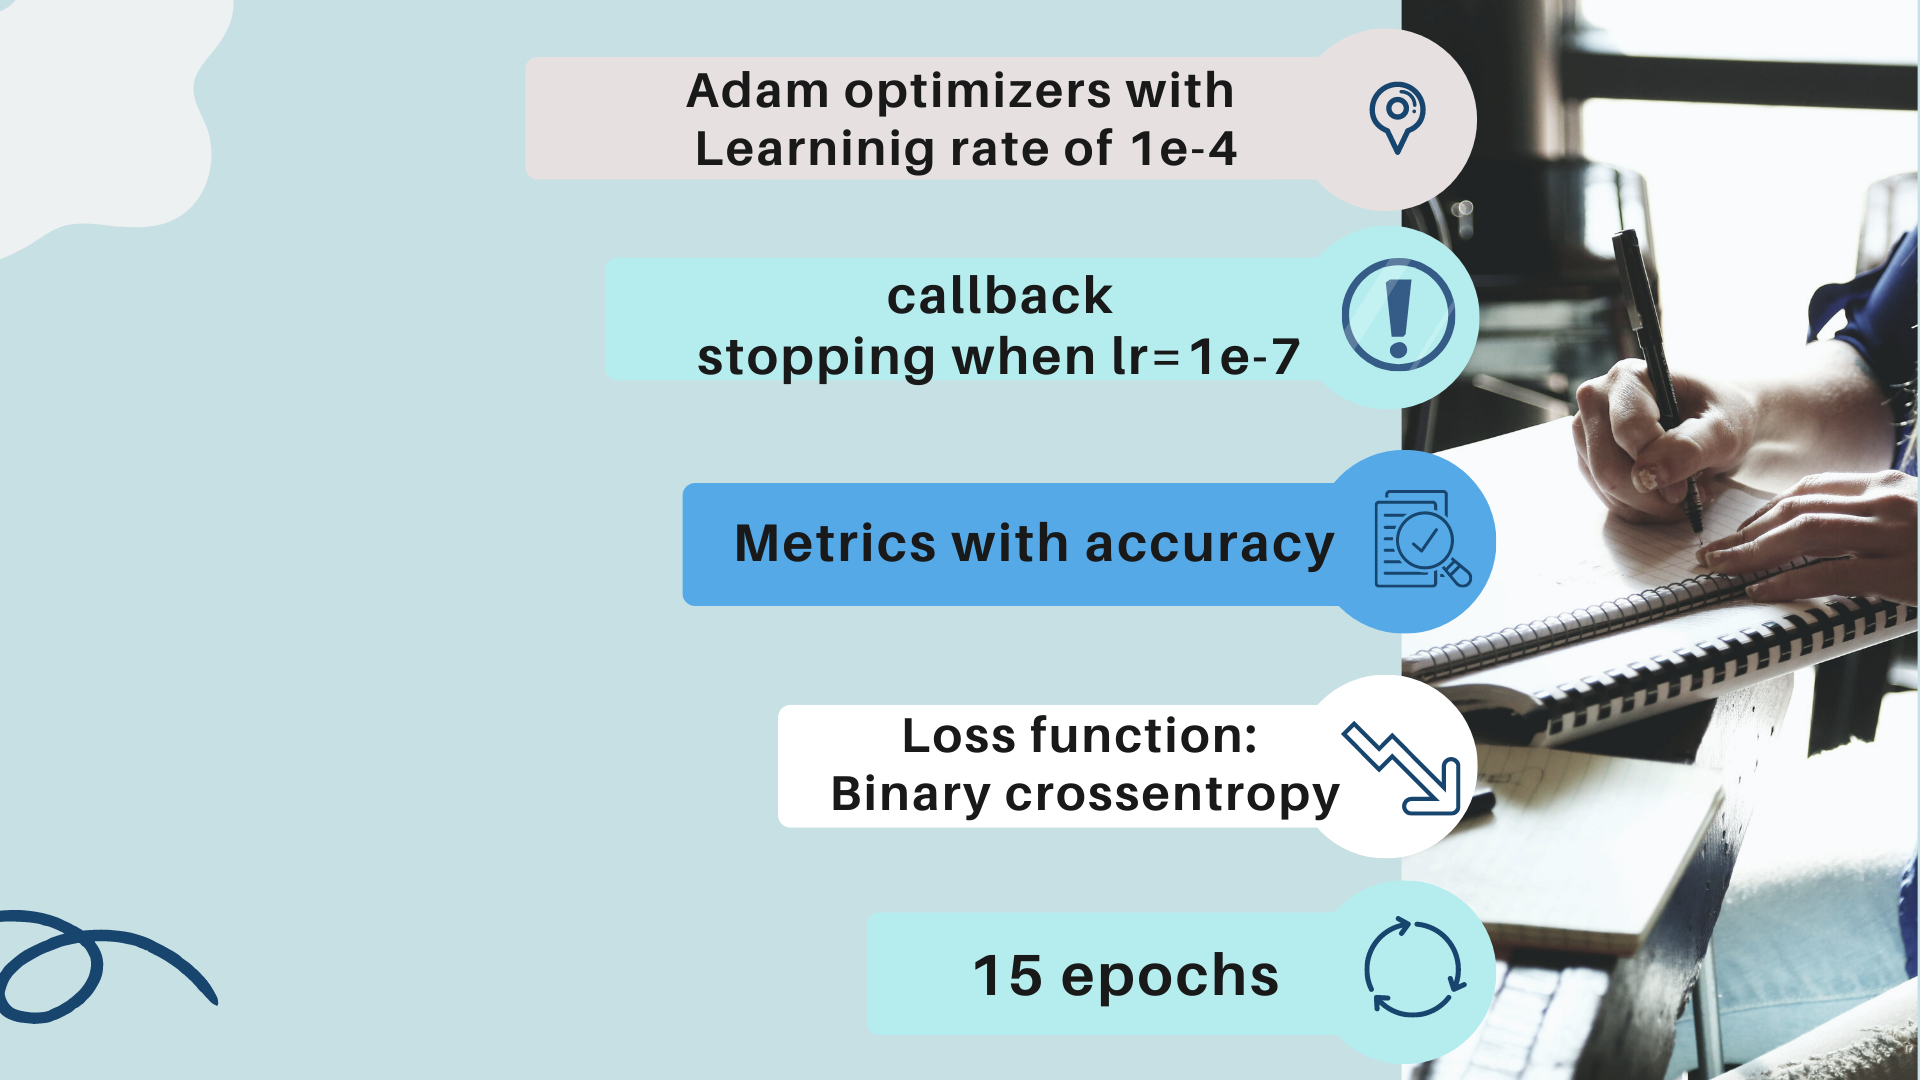 Adam optimizers with
Learninig rate of 1e-4
callback
stopping when lr=1e-7
Metrics with accuracy
Loss function:
Binary crossentropy
15 epochs